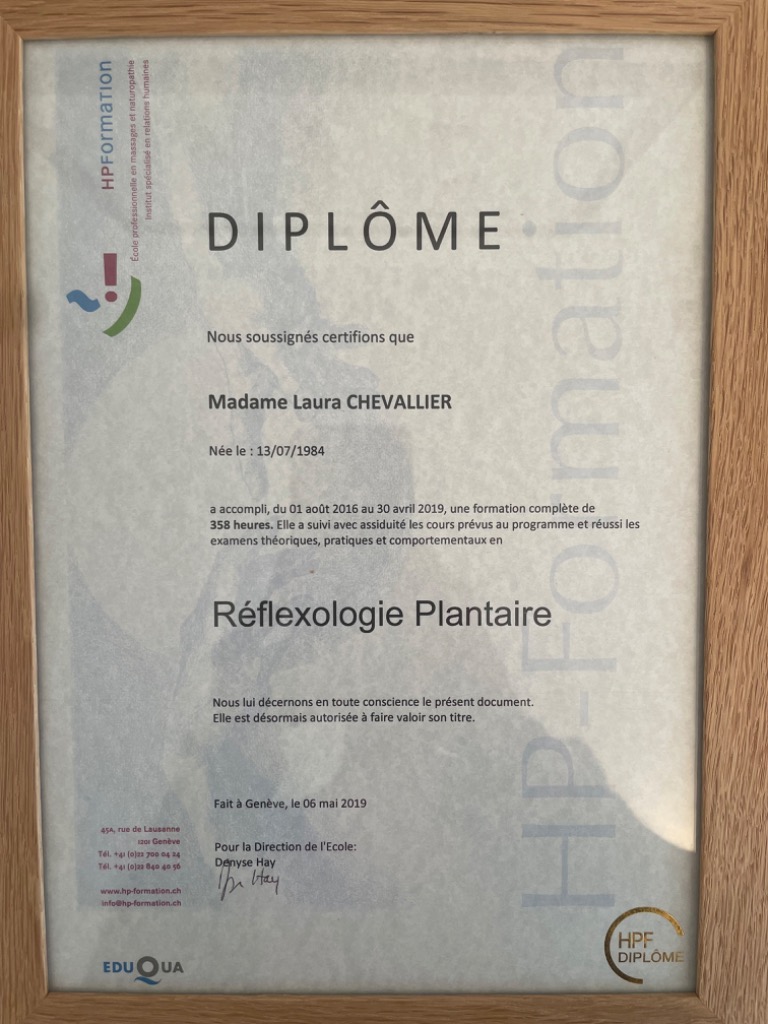 HPFORMATION
École professionnelle en massages et naturopathie
Institut spécialisé en relations humaines
DIPLÔME
Nous soussignés certifions que
Madame Laura CHEVALLIER
Née le : 13/07/1984
a accompli, du 01 août 2016 au 30 avril 2019, une formation complète de
358 heures. Elle a suivi avec assiduité les cours prévus au programme et réussi les
examens théoriques, pratiques et comportementaux en
Réflexologie Plantaire
Nous lui décernons en toute conscience le présent document.
Elle est désormais autorisée à faire valoir son titre.
Fait à Genève, le 06 mai 2019
Pour la Direction de l'Ecole:
Denyse Hay
45A, rue de Lausanne
1201 Genève
Tél. +41 (0)22 700 04 24
Tél. +41 (0)22 840 40 56
www.hp-formation.ch
info@hp-formation.ch
EDUQUA
HPF
DIPLÔME
HP-Formation